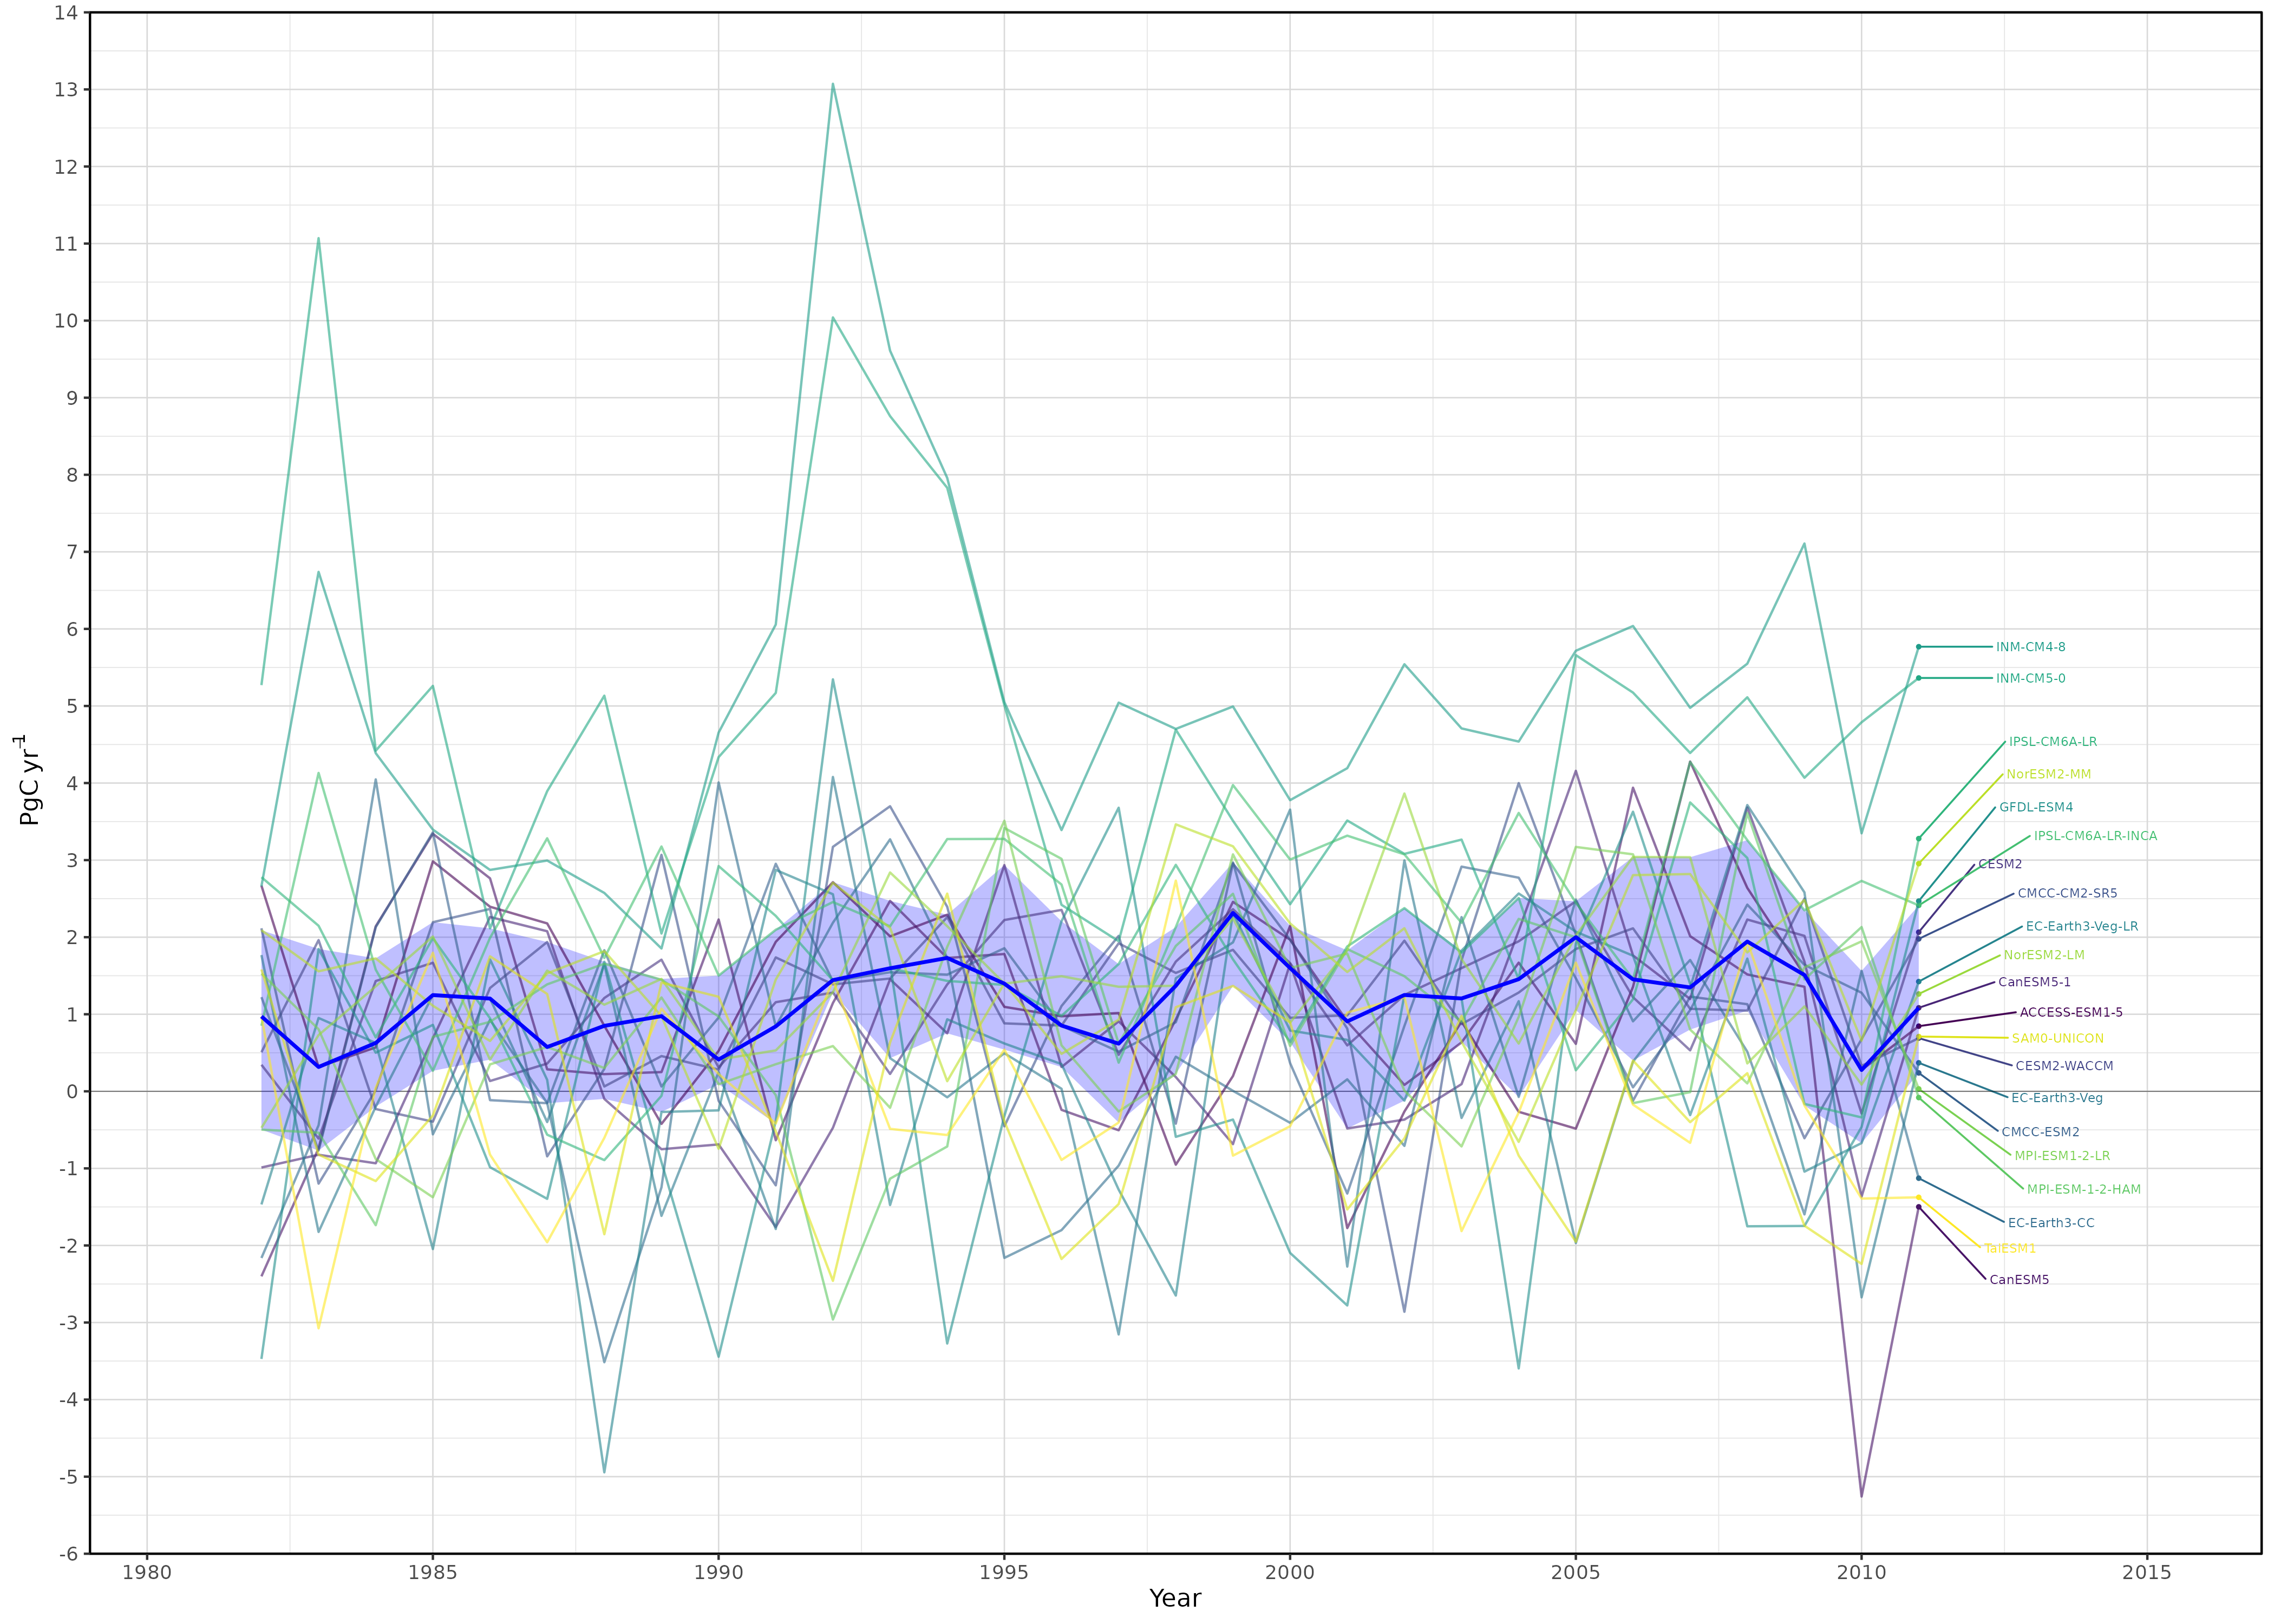 14
13
12
11
10
9
8
7
6
5
4
3
2
1
0
-1
-2
-3
-4
-5
-6
PgC yr⁻¹
INM-CM4-8
INM-CM5-0
IPSL-CM6A-LR
NorESM2-MM
GFDL-ESM4
IPSL-CM6A-LR-INCA
CESM2
CMCC-CM2-SR5
EC-Earth3-Veg-LR
NorESM2-LM
CanESM5-1
ACCESS-ESM1-5
SAM0-UNICON
CESM2-WACCM
EC-Earth3-Veg
CMCC-ESM2
MPI-ESM1-2-LR
MPI-ESM-1-2-HAM
EC-Earth3-CC
TaiESM1
CanESM5
1980 1985 1990 1995 2000 2005 2010 2015
Year